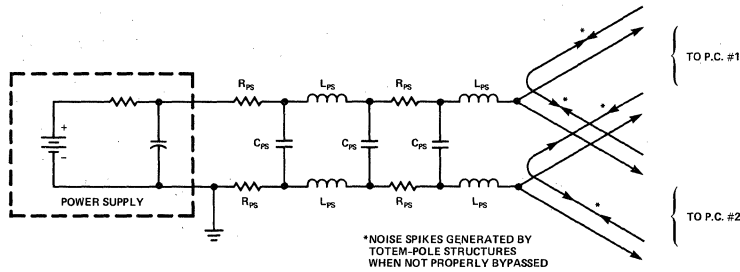 *
TO P.C. #1
R_PS L_PS R_PS L_PS
* *
+
C_PS C_PS C_PS
−
POWER SUPPLY
R_PS L_PS R_PS L_PS
*
TO P.C. #2
*NOISE SPIKES GENERATED BY
TOTEM-POLE STRUCTURES
WHEN NOT PROPERLY BYPASSED